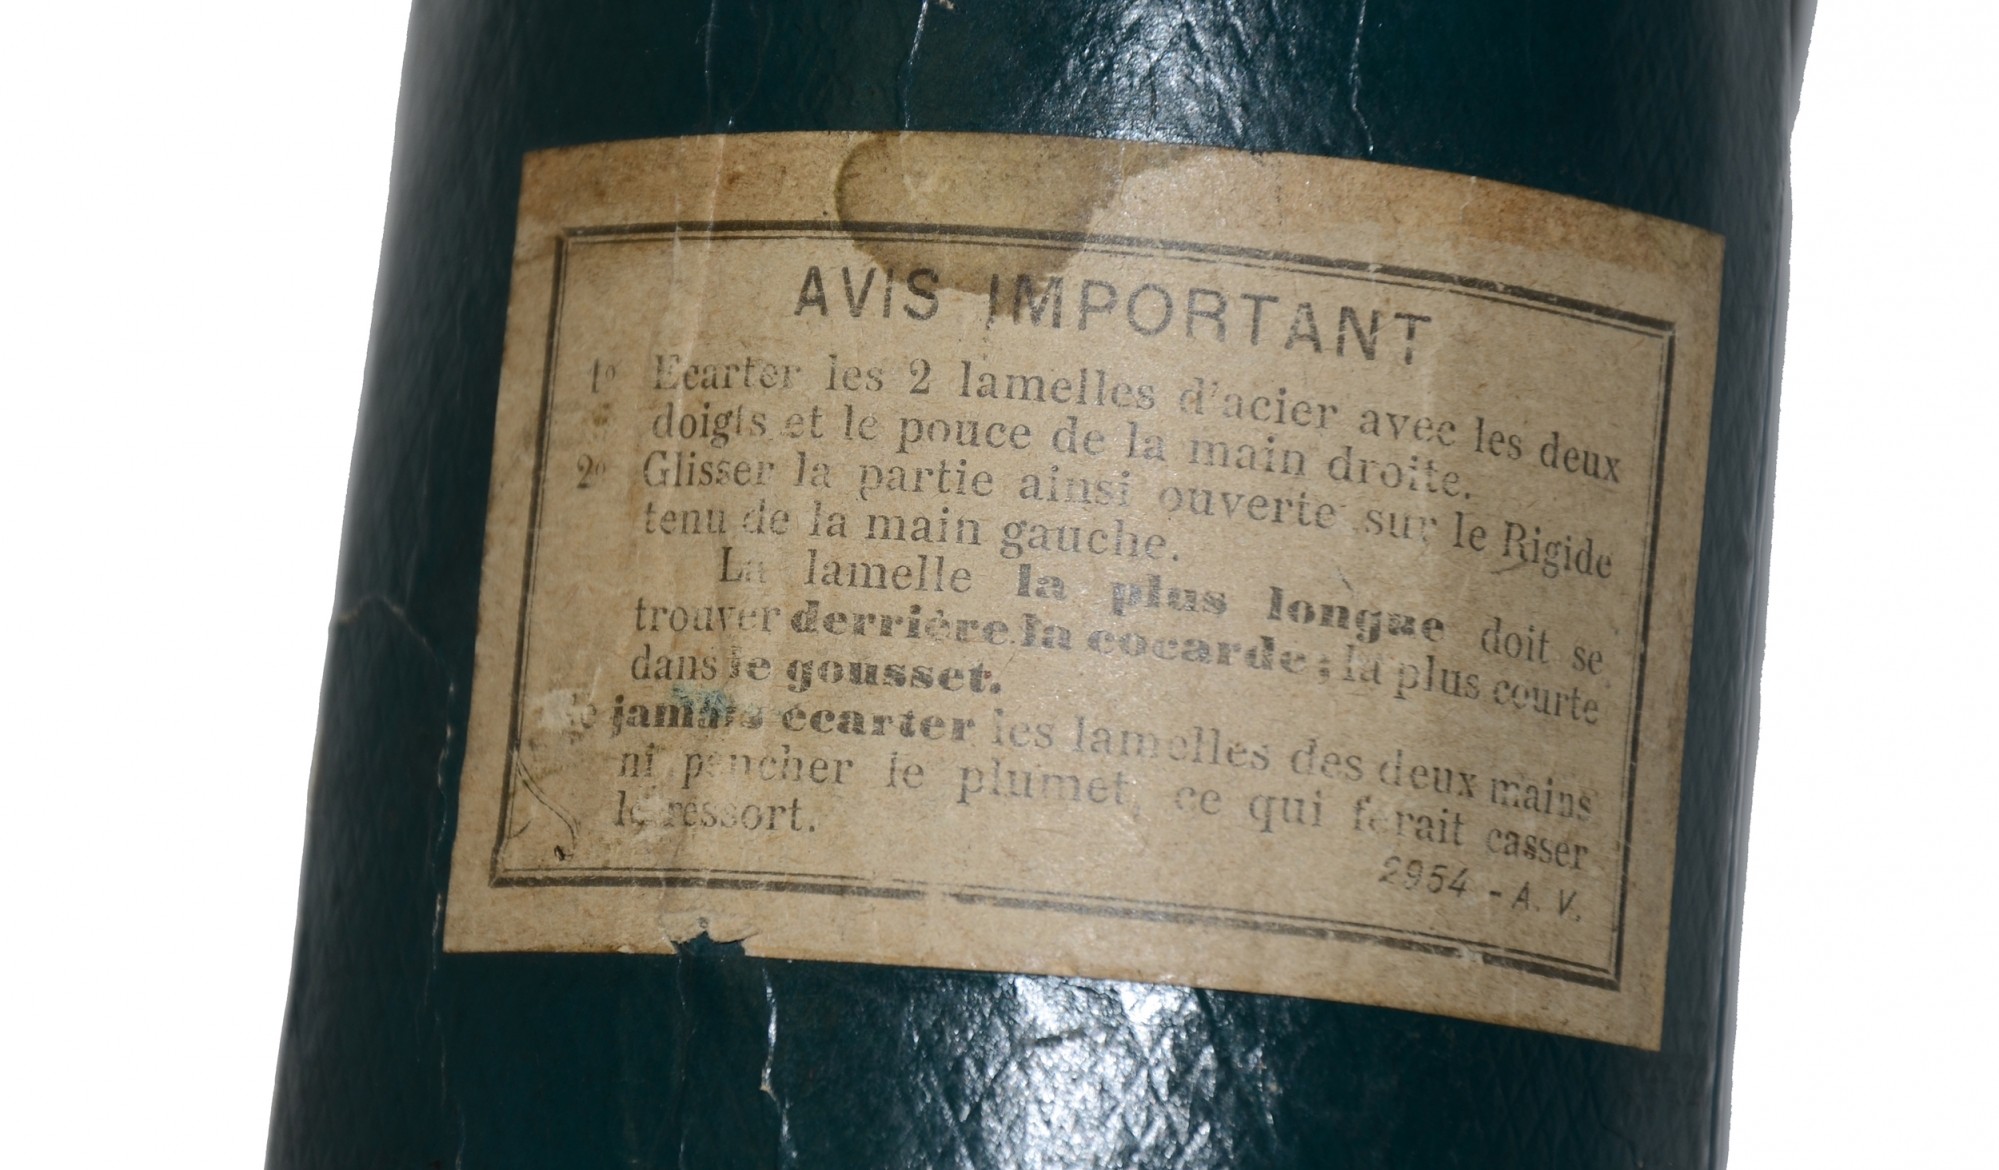 AVIS IMPORTANT
1º Ecarter les 2 lamelles d'acier avec les deux
doigts et le pouce de la main droite.
2º Glisser la partie ainsi ouverte sur le Rigide
tenu de la main gauche.
La lamelle la plus longue doit se
trouver derrière la cocarde; la plus courte
dans le gousset.
jamais écarter les lamelles des deux mains
ni pencher le plumet, ce qui ferait casser
le ressort.
2954 - A. V.